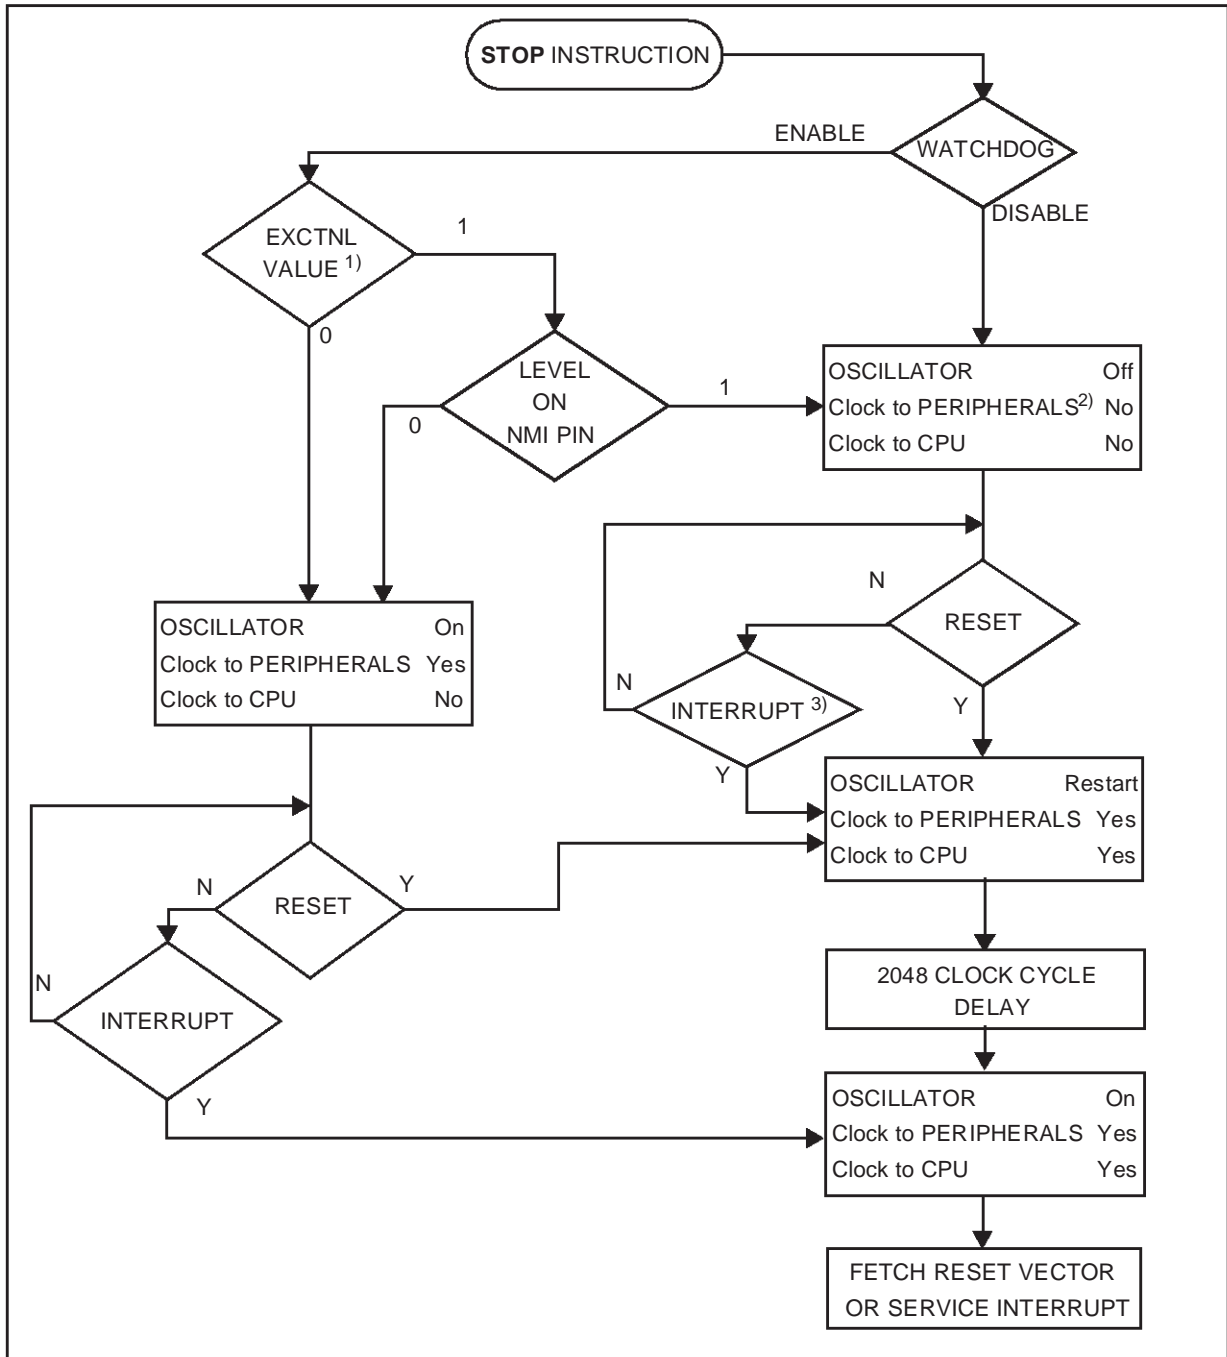 STOP INSTRUCTION
ENABLE
WATCHDOG
DISABLE
EXCTNL
VALUE 1)
1
0
LEVEL
ON
NMI PIN
1
0
OSCILLATOR Off
Clock to PERIPHERALS2) No
Clock to CPU No
N
RESET
Y
OSCILLATOR On
Clock to PERIPHERALS Yes
Clock to CPU No
N
INTERRUPT 3)
Y
OSCILLATOR Restart
Clock to PERIPHERALS Yes
Clock to CPU Yes
N
RESET
Y
N
INTERRUPT
Y
2048 CLOCK CYCLE
DELAY
OSCILLATOR On
Clock to PERIPHERALS Yes
Clock to CPU Yes
FETCH RESET VECTOR
OR SERVICE INTERRUPT